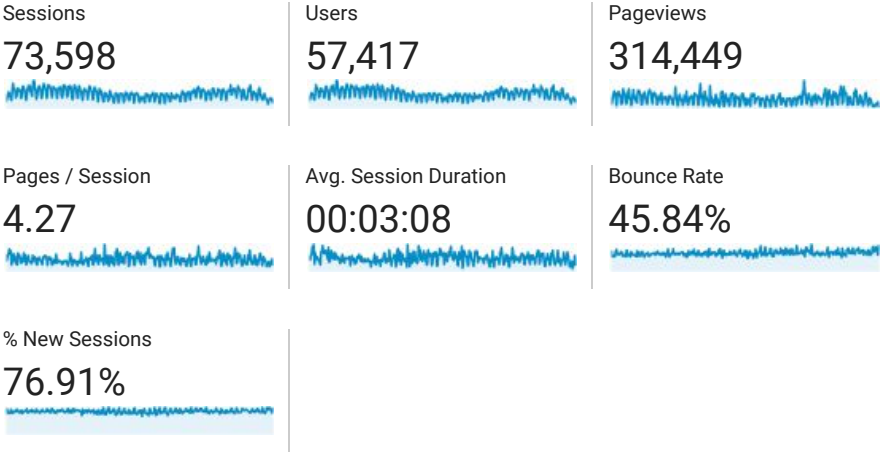 Sessions
73,598
Users
57,417
Pageviews
314,449
Pages / Session
4.27
Avg. Session Duration
00:03:08
Bounce Rate
45.84%
% New Sessions
76.91%